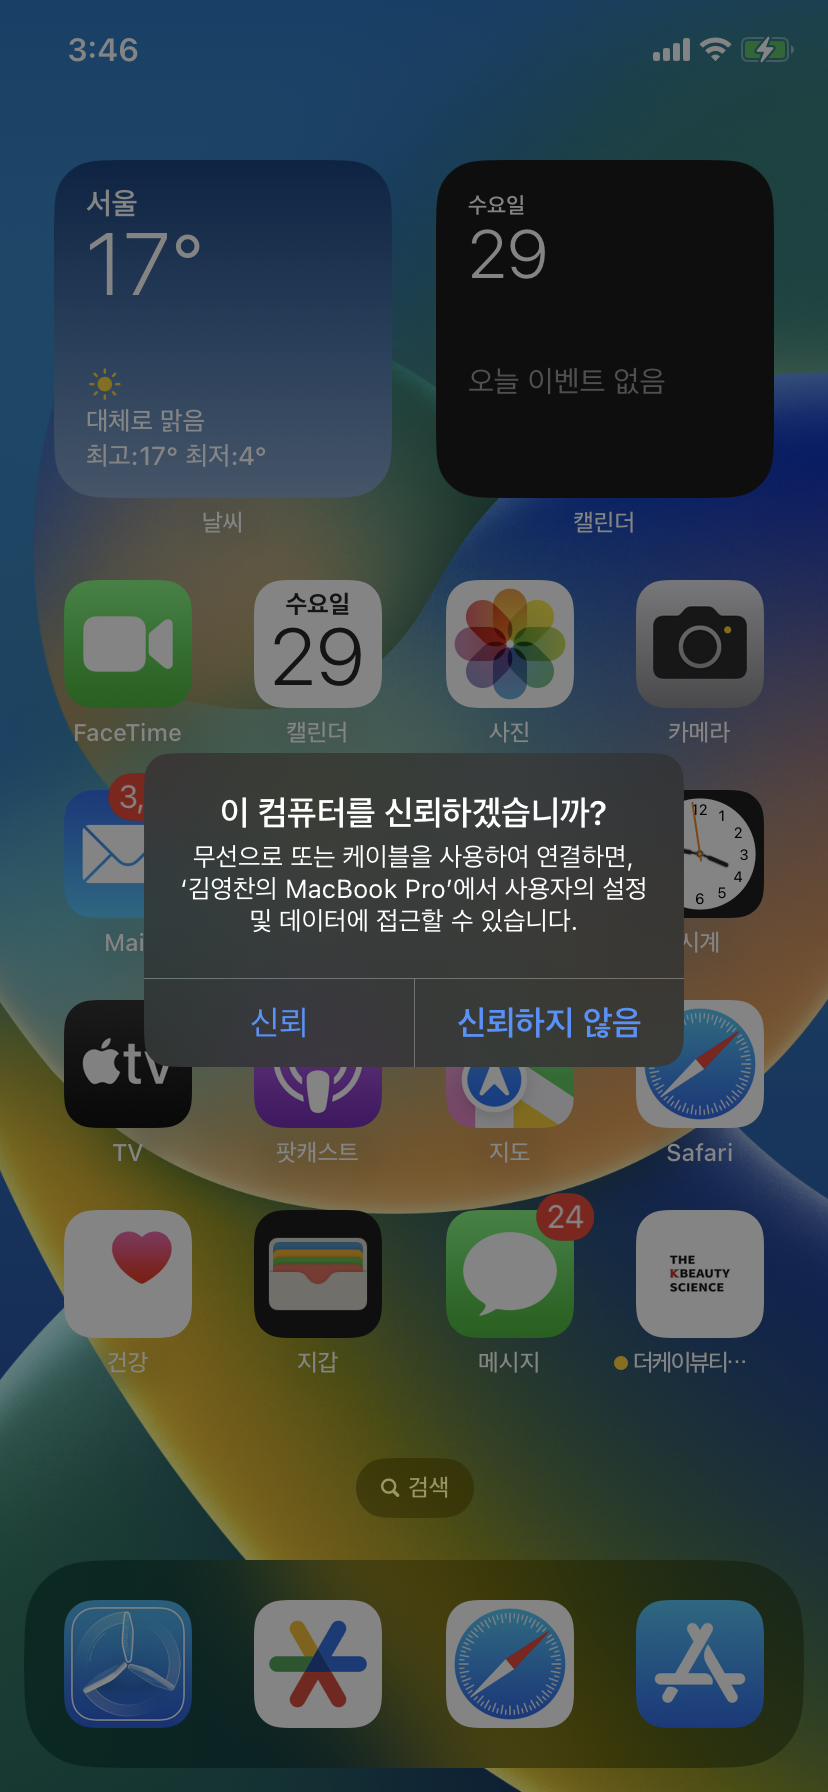 3:46
서울
17°
대체로 맑음
최고:17° 최저:4°
날씨
수요일
29
오늘 이벤트 없음
캘린더
FaceTime
수요일
29
캘린더
사진
카메라
이 컴퓨터를 신뢰하겠습니까?
무선으로 또는 케이블을 사용하여 연결하면,
‘김영찬의 MacBook Pro’에서 사용자의 설정
및 데이터에 접근할 수 있습니다.
신뢰
신뢰하지 않음
3,
Mai
12
1
2
3
4
5
6
시계
tv
TV
팟캐스트
지도
Safari
건강
지갑
24
메시지
THE
KBEAUTY
SCIENCE
더케이뷰티…
검색